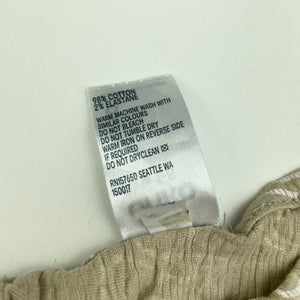 98% COTTON
2% ELASTANE
WARM MACHINE WASH WITH
SIMILAR COLOURS
DO NOT BLEACH
DO NOT TUMBLE DRY
WARM IRON ON REVERSE SIDE
IF REQUIRED
DO NOT DRYCLEAN
RN157650 SEATTLE WA
150017